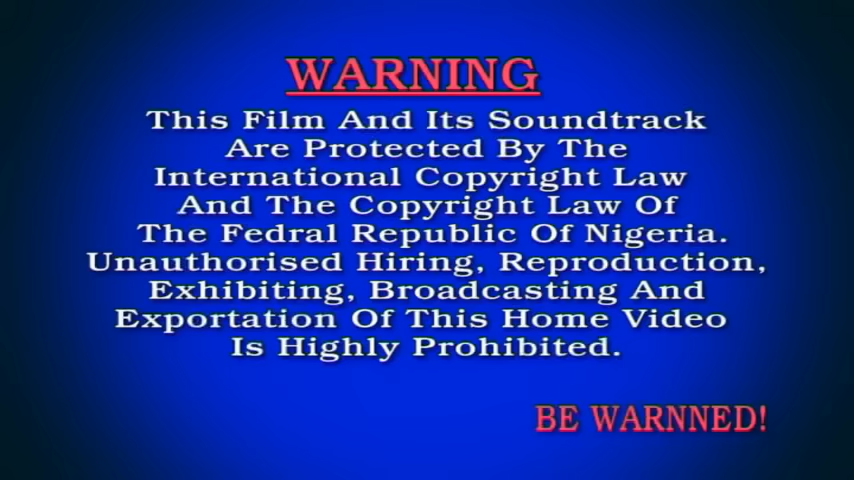 WARNING
This Film And Its Soundtrack
Are Protected By The
International Copyright Law
And The Copyright Law Of
The Fedral Republic Of Nigeria.
Unauthorised Hiring, Reproduction,
Exhibiting, Broadcasting And
Exportation Of This Home Video
Is Highly Prohibited.
BE WARNNED!